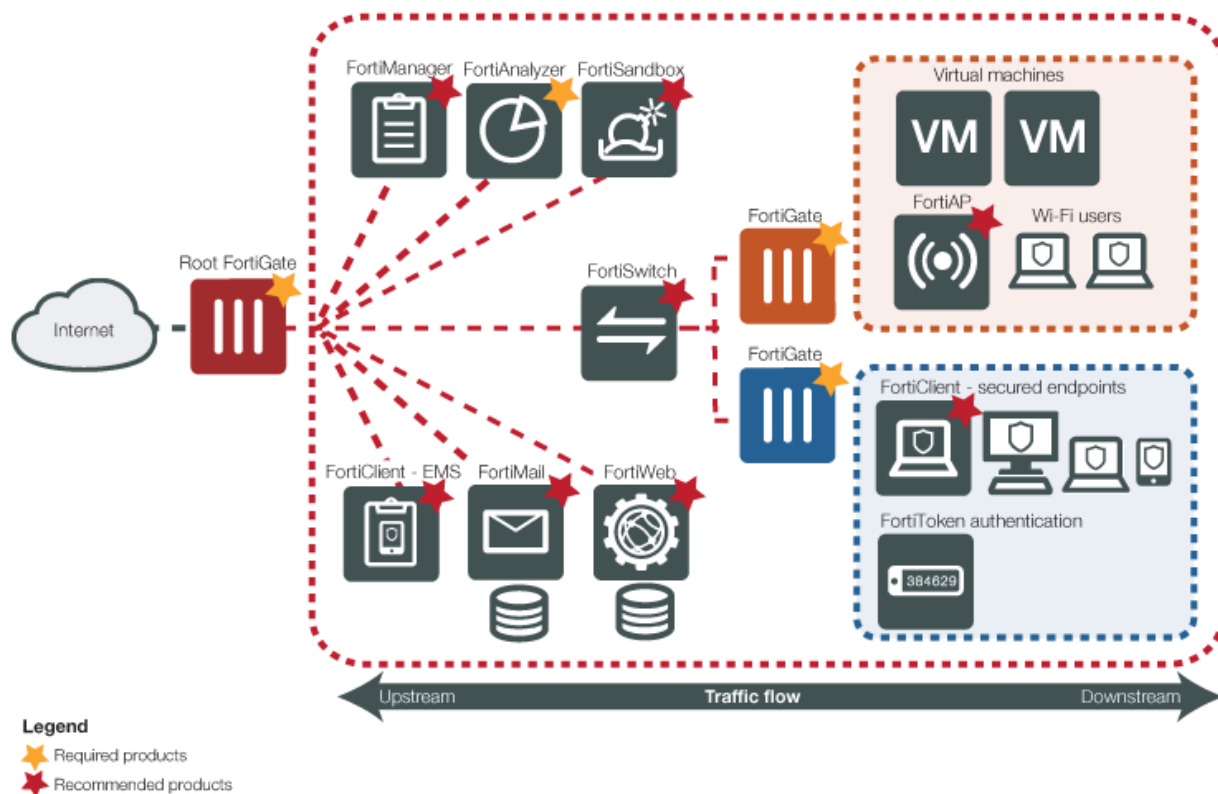 FortiManager
FortiAnalyzer
FortiSandbox
Virtual machines
VM
VM
FortiAP
Wi-Fi users
FortiGate
Root FortiGate
FortiSwitch
Internet
FortiGate
FortiClient - secured endpoints
FortiClient - EMS
FortiMail
FortiWeb
FortiToken authentication
384629
Upstream
Traffic flow
Downstream
Legend
Required products
Recommended products